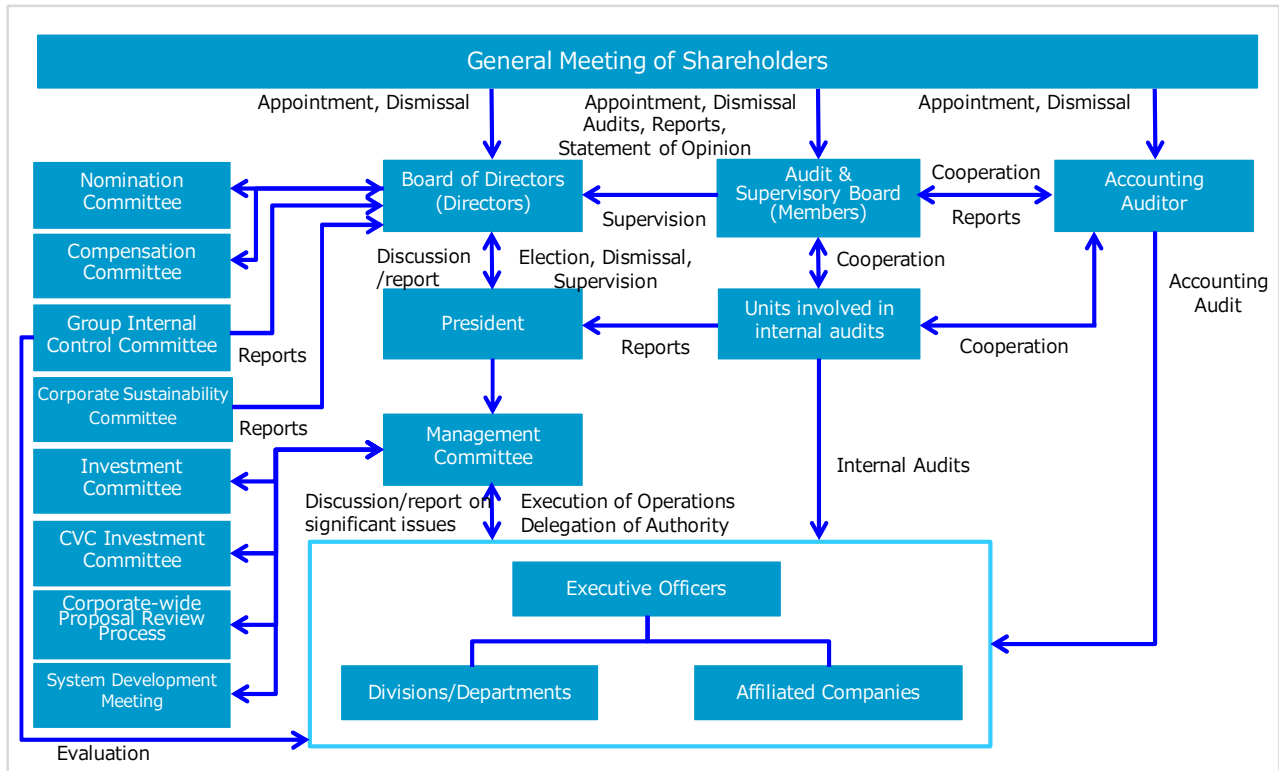 General Meeting of Shareholders
Appointment, Dismissal
Appointment, Dismissal
Audits, Reports,
Statement of Opinion
Appointment, Dismissal
Nomination
Committee
Board of Directors
(Directors)
Audit &
Supervisory Board
(Members)
Cooperation
Reports
Accounting
Auditor
Supervision
Compensation
Committee
Discussion
/report
Election, Dismissal,
Supervision
Cooperation
Accounting
Audit
Group Internal
Control Committee
Reports
President
Reports
Units involved in
internal audits
Cooperation
Corporate Sustainability
Committee
Reports
Management
Committee
Investment
Committee
Internal Audits
Discussion/report on
significant issues
Execution of Operations
Delegation of Authority
CVC Investment
Committee
Executive Officers
Corporate-wide
Proposal Review
Process
System Development
Meeting
Divisions/Departments
Affiliated Companies
Evaluation